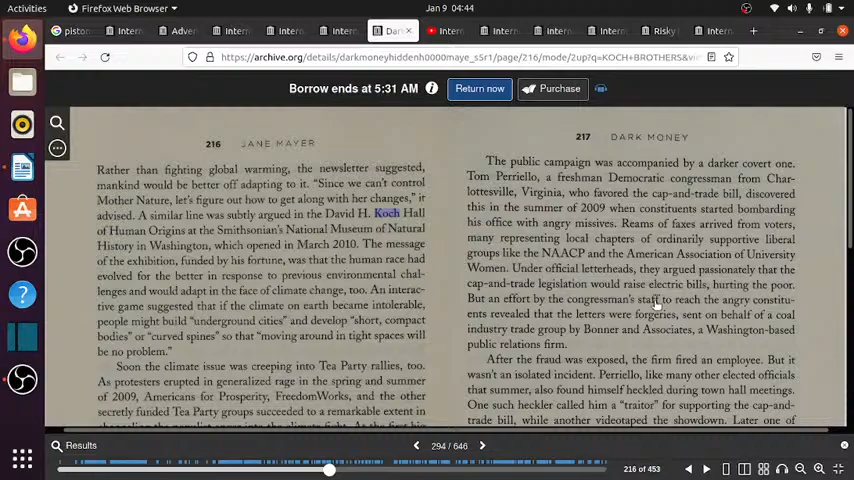 Activities
Firefox Web Browser
Jan 9 04:44
pisto
Intern
Adver
Intern
Intern
Intern
Dark
Intern
Intern
Intern
Intern
Risky
Intern
https://archive.org/details/darkmoneyhiddenh0000maye_s5r1/page/216/mode/2up?q=KOCH+BROTHERS&vi
Borrow ends at 5:31 AM
Return now
Purchase
216 JANE MAYER
Rather than fighting global warming, the newsletter suggested,
mankind would be better off adapting to it. “Since we can’t control
Mother Nature, let’s figure out how to get along with her changes,” it
advised. A similar line was subtly argued in the David H. Koch Hall
of Human Origins at the Smithsonian’s National Museum of Natural
History in Washington, which opened in March 2010. The message
of the exhibition, funded by his fortune, was that the human race had
evolved for the better in response to previous environmental chal-
lenges and would adapt in the face of climate change, too. An interac-
tive game suggested that if the climate on earth became intolerable,
people might build “underground cities” and develop “short, compact
bodies” or “curved spines” so that “moving around in tight spaces will
be no problem.”
Soon the climate issue was creeping into Tea Party rallies, too.
As protesters erupted in generalized rage in the spring and summer
of 2009, Americans for Prosperity, FreedomWorks, and the other
secretly funded Tea Party groups succeeded to a remarkable extent in
217 DARK MONEY
The public campaign was accompanied by a darker covert one.
Tom Perriello, a freshman Democratic congressman from Char-
lottesville, Virginia, who favored the cap-and-trade bill, discovered
this in the summer of 2009 when constituents started bombarding
his office with angry missives. Reams of faxes arrived from voters,
many representing local chapters of ordinarily supportive liberal
groups like the NAACP and the American Association of University
Women. Under official letterheads, they argued passionately that the
cap-and-trade legislation would raise electric bills, hurting the poor.
But an effort by the congressman’s staff to reach the angry constitu-
ents revealed that the letters were forgeries, sent on behalf of a coal
industry trade group by Bonner and Associates, a Washington-based
public relations firm.
After the fraud was exposed, the firm fired an employee. But it
wasn’t an isolated incident. Perriello, like many other elected officials
that summer, also found himself heckled during town hall meetings.
One such heckler called him a “traitor” for supporting the cap-and-
trade bill, while another videotaped the showdown. Later one of
Results
294 / 646
216 of 453